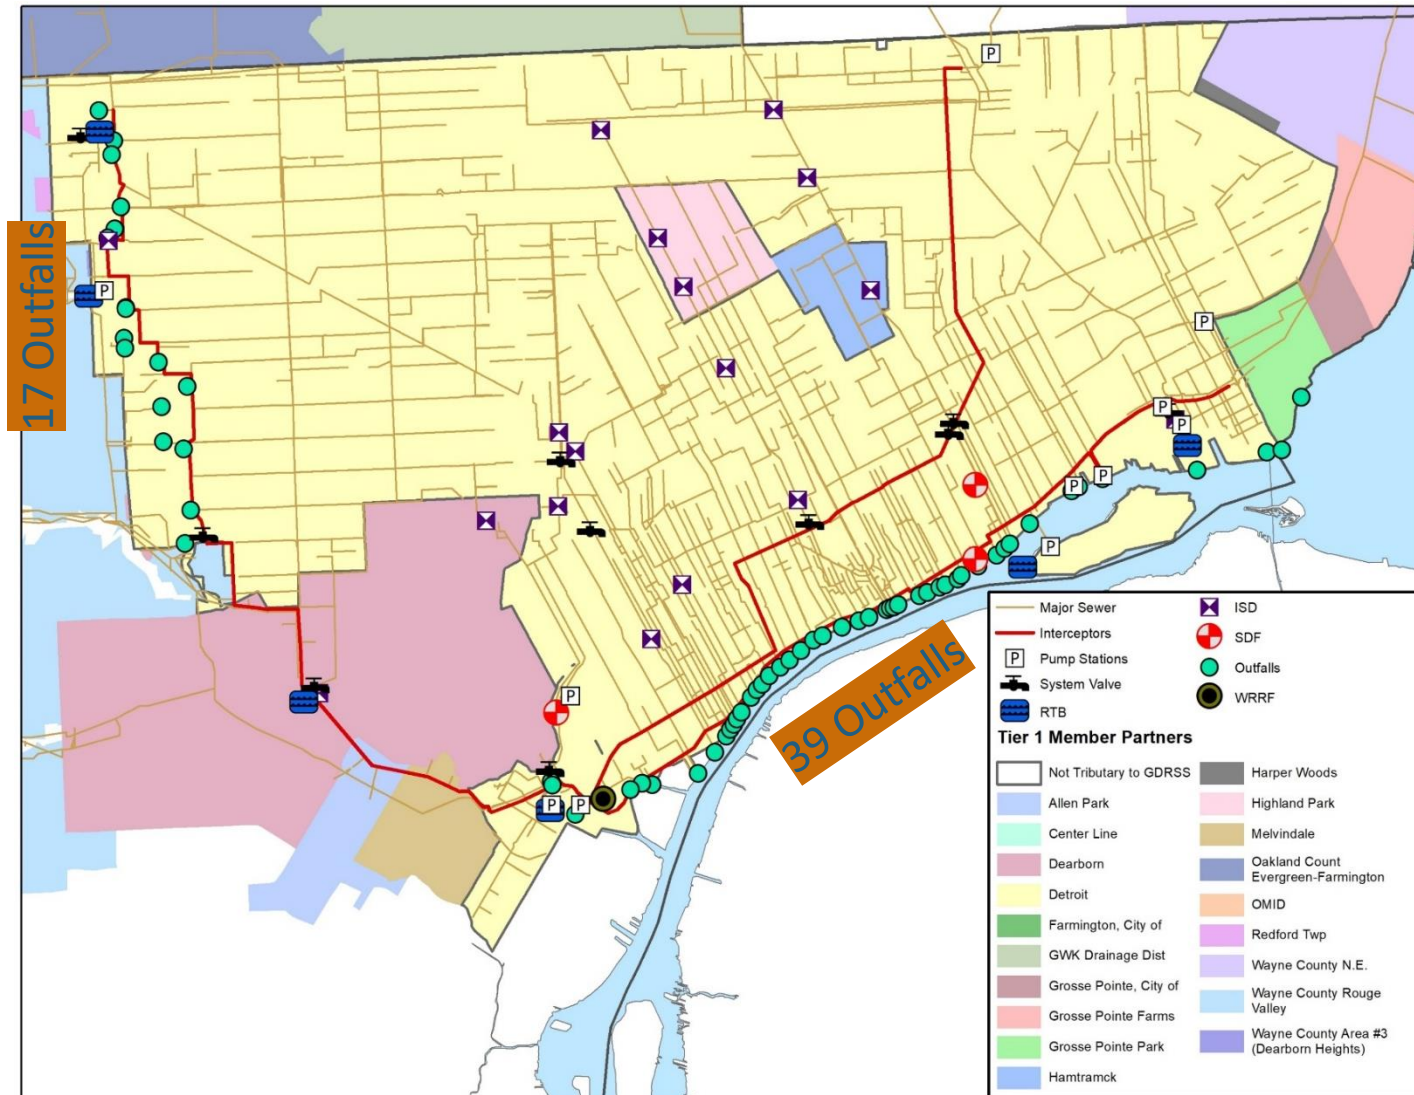 17 Outfalls
39 Outfalls
P
P
P
P
P
P
P
P
P
P
P
Major Sewer
Interceptors
P Pump Stations
System Valve
RTB
ISD
SDF
Outfalls
WRRF
Tier 1 Member Partners
Not Tributary to GDRSS
Allen Park
Center Line
Dearborn
Detroit
Farmington, City of
GWK Drainage Dist
Grosse Pointe, City of
Grosse Pointe Farms
Grosse Pointe Park
Hamtramck
Harper Woods
Highland Park
Melvindale
Oakland Count
Evergreen-Farmington
OMID
Redford Twp
Wayne County N.E.
Wayne County Rouge
Valley
Wayne County Area #3
(Dearborn Heights)